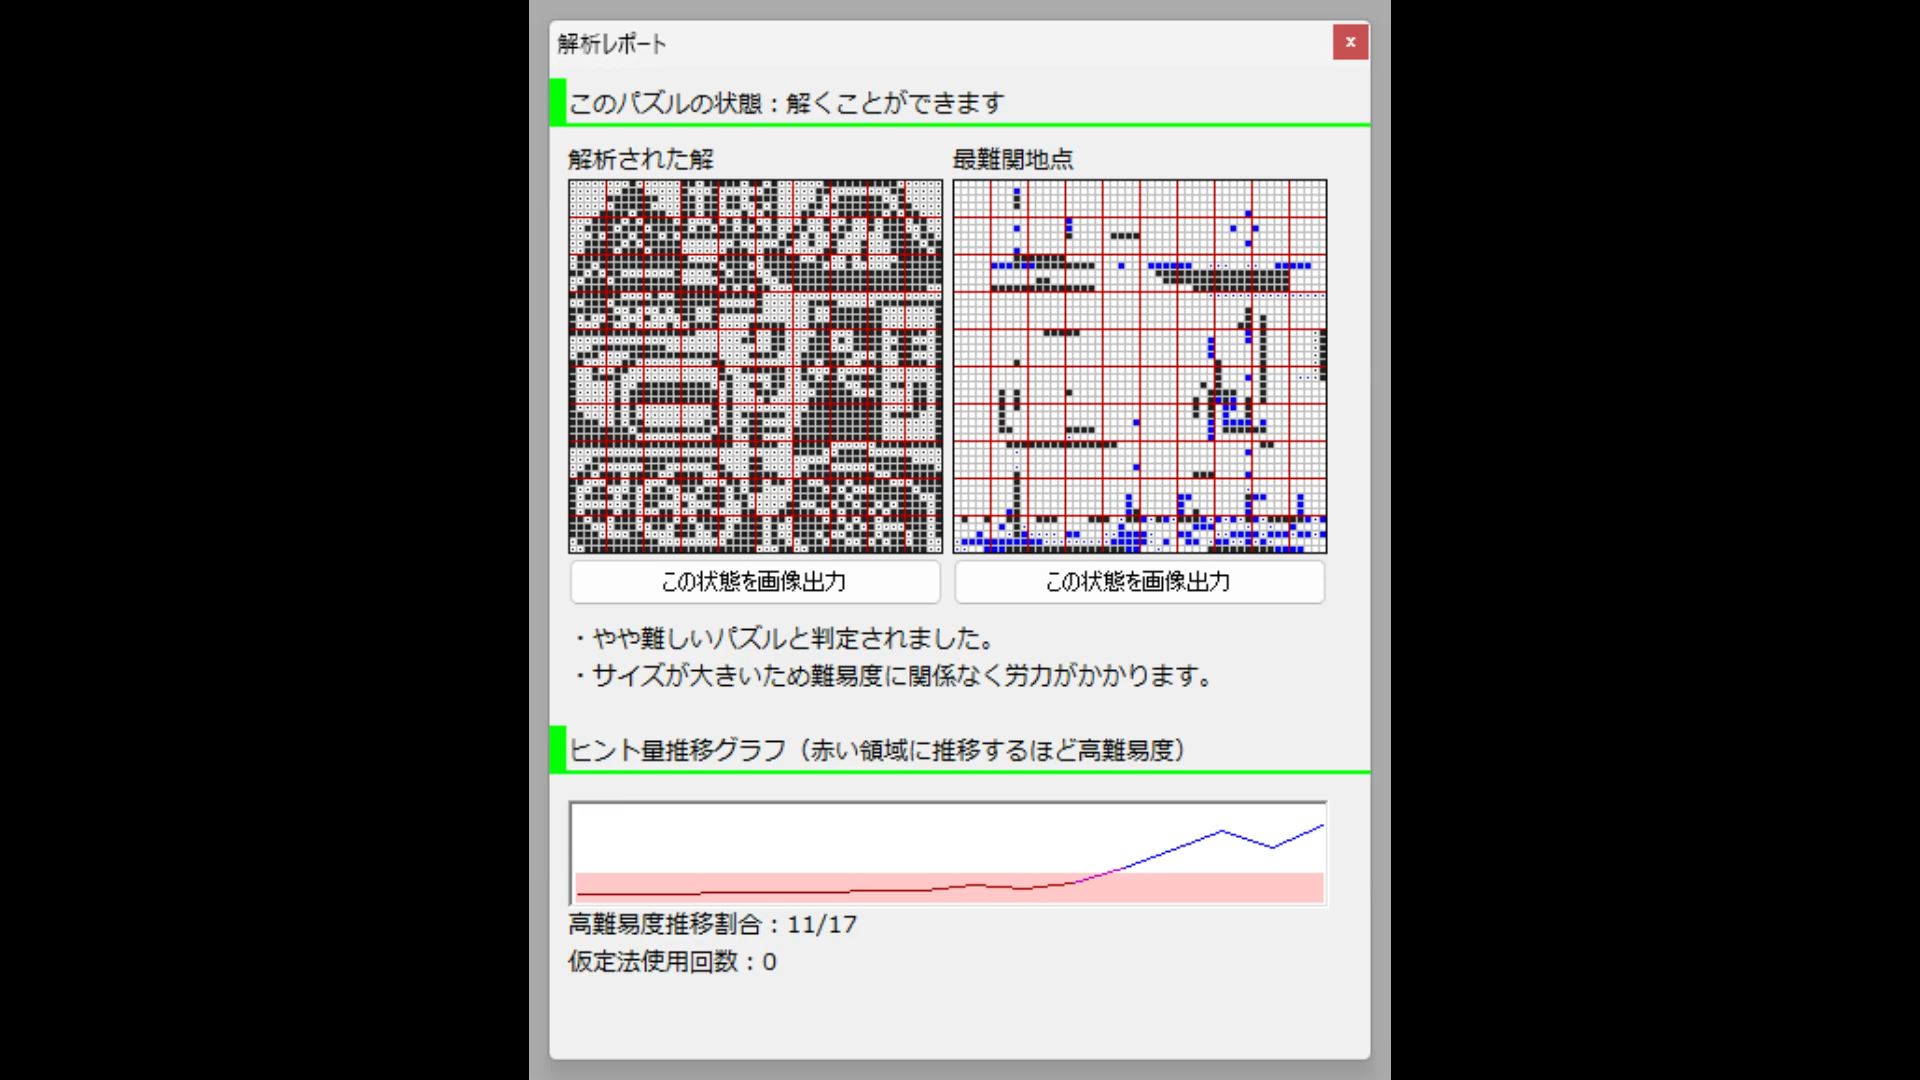 解析レポート
x
このパズルの状態：解くことができます
解析された解
最難関地点
この状態を画像出力
この状態を画像出力
・やや難しいパズルと判定されました。
・サイズが大きいため難易度に関係なく労力がかかります。
ヒント量推移グラフ（赤い領域に推移するほど高難易度）
高難易度推移割合：11/17
仮定法使用回数：0